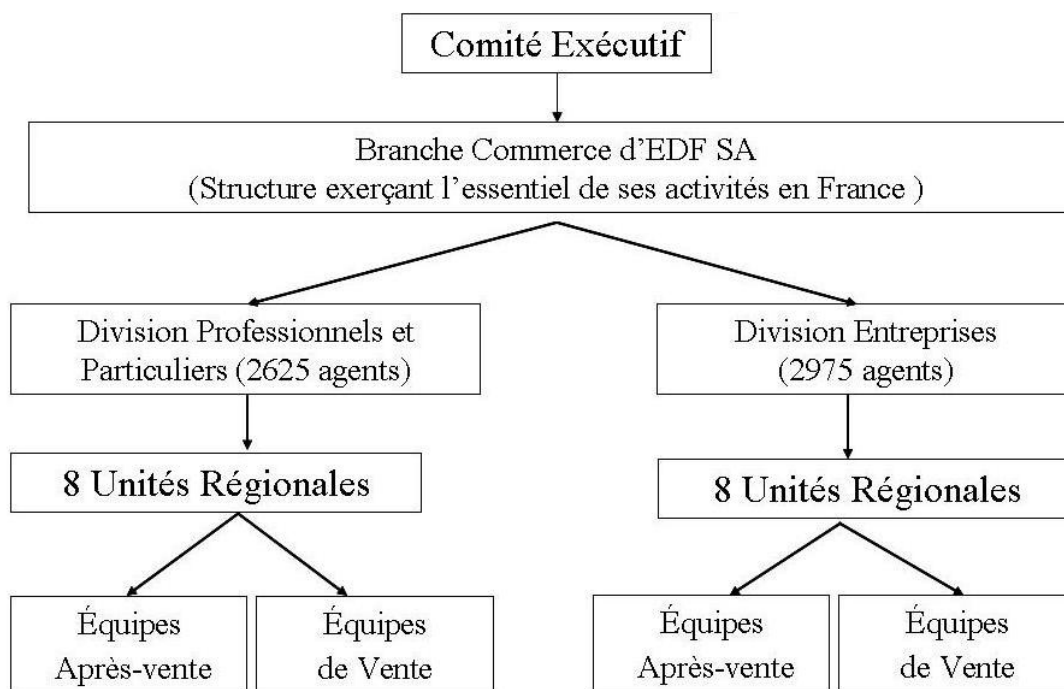 Comité Exécutif
Branche Commerce d'EDF SA
(Structure exerçant l'essentiel de ses activités en France )
Division Professionnels et
Particuliers (2625 agents)
Division Entreprises
(2975 agents)
8 Unités Régionales
8 Unités Régionales
Équipes
Après-vente
Équipes
de Vente
Équipes
Après-vente
Équipes
de Vente